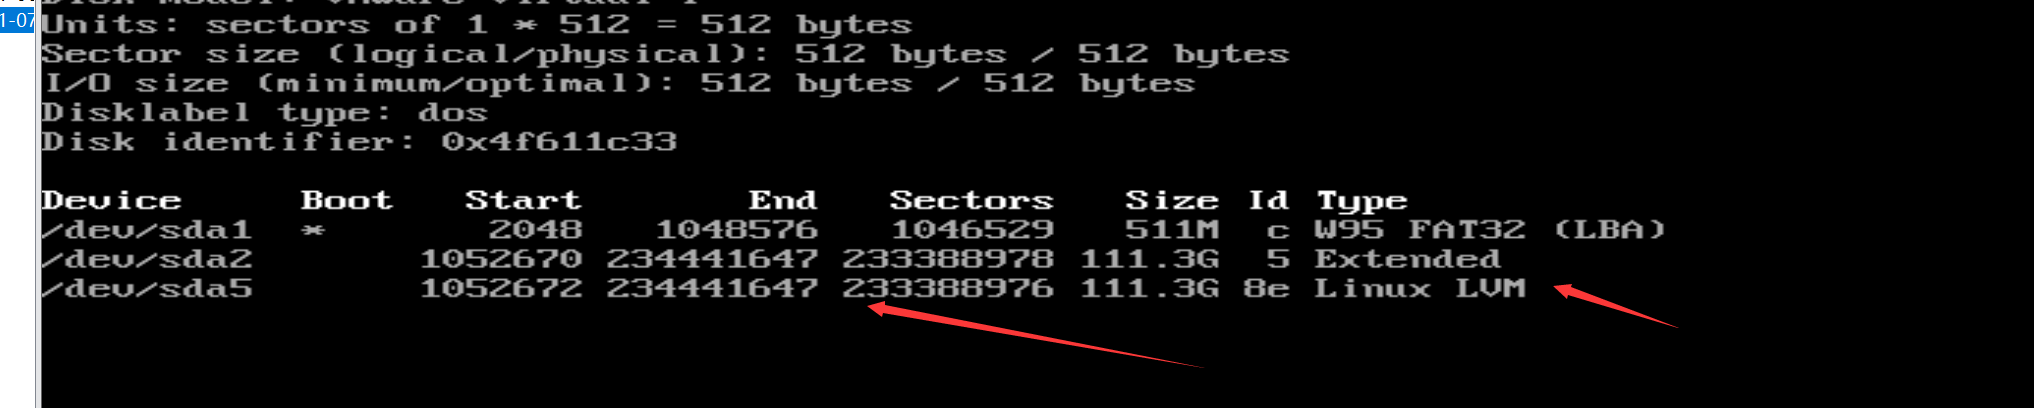 1-07
Units: sectors of 1 * 512 = 512 bytes
Sector size (logical/physical): 512 bytes / 512 bytes
I/O size (minimum/optimal): 512 bytes / 512 bytes
Disklabel type: dos
Disk identifier: 0x4f611c33
Device Boot Start End Sectors Size Id Type
/dev/sda1 * 2048 1048576 1046529 511M c W95 FAT32 (LBA)
/dev/sda2 1052670 234441647 233388978 111.3G 5 Extended
/dev/sda5 1052672 234441647 233388976 111.3G 8e Linux LVM